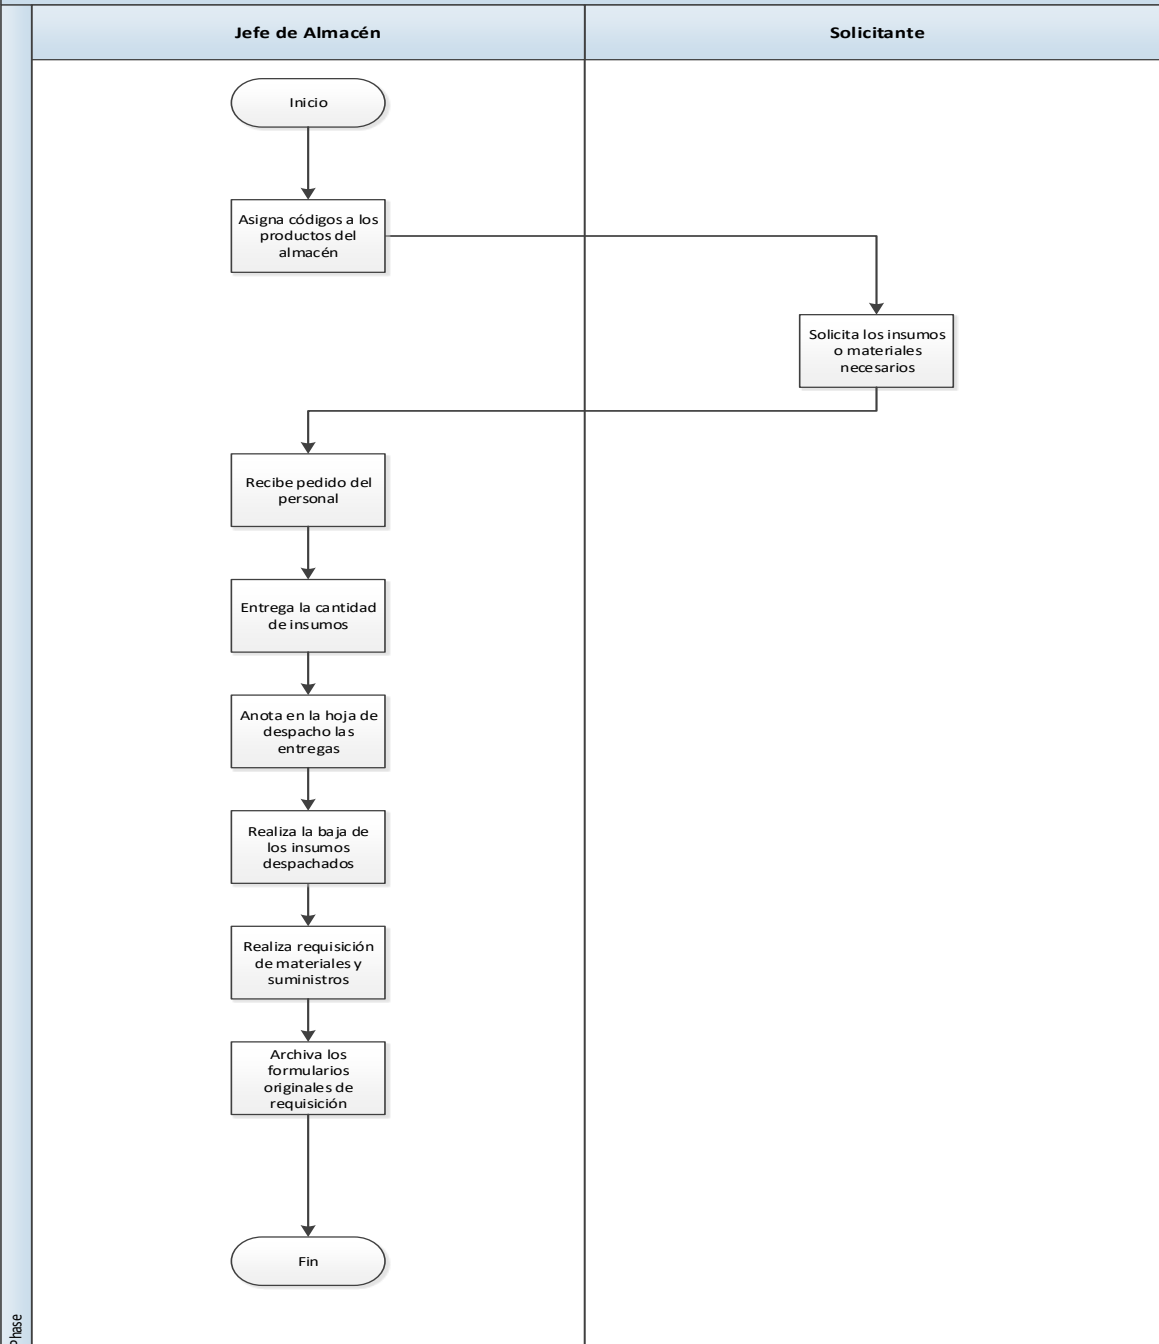 Jefe de Almacén
Solicitante
Inicio
Asigna códigos a los
productos del
almacén
Solicita los insumos
o materiales
necesarios
Recibe pedido del
personal
Entrega la cantidad
de insumos
Anota en la hoja de
despacho las
entregas
Realiza la baja de
los insumos
despachados
Realiza requisición
de materiales y
suministros
Archiva los
formularios
originales de
requisición
Fin
Phase